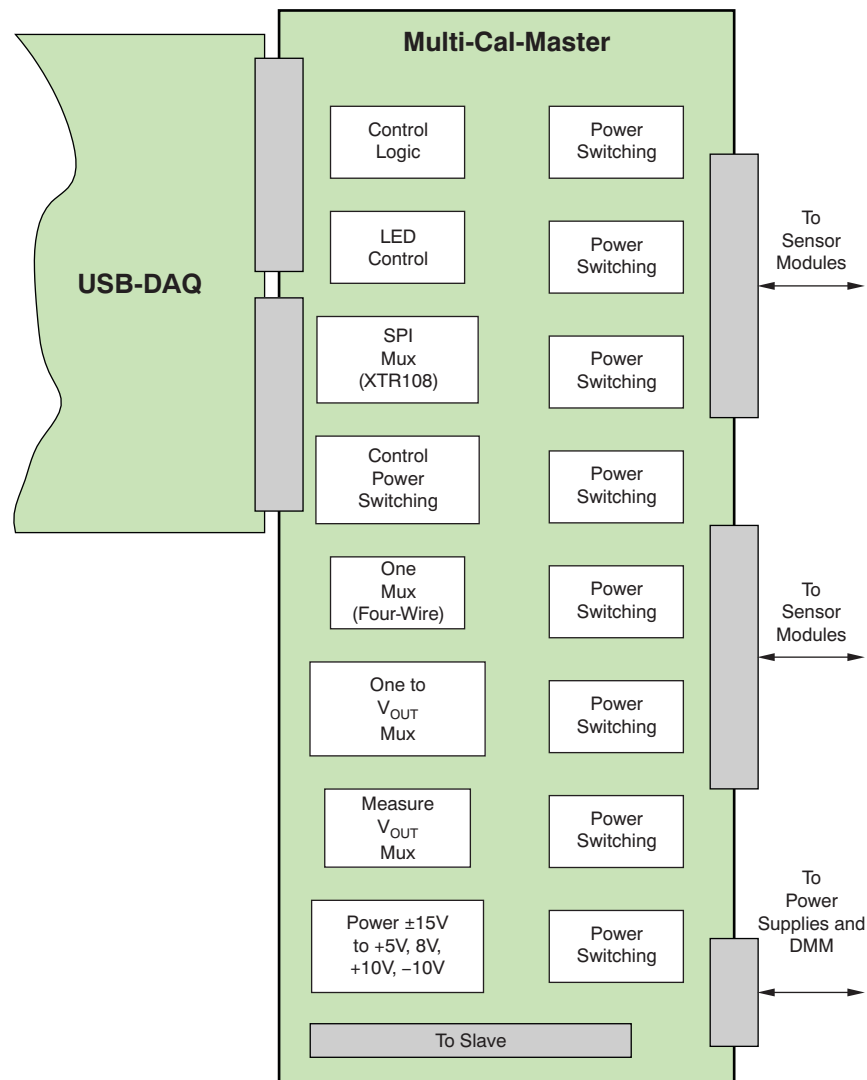 Multi-Cal-Master
USB-DAQ
Control
Logic
LED
Control
SPI
Mux
(XTR108)
Control
Power
Switching
One
Mux
(Four-Wire)
One to
VOUT
Mux
Measure
VOUT
Mux
Power ±15V
to +5V, 8V,
+10V, –10V
Power
Switching
Power
Switching
Power
Switching
Power
Switching
Power
Switching
Power
Switching
Power
Switching
Power
Switching
To
Sensor
Modules
To
Sensor
Modules
To
Power
Supplies and
DMM
To Slave